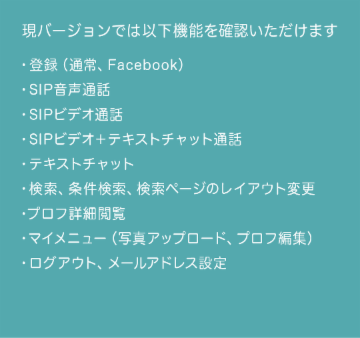 現バージョンでは以下機能を確認いただけます
・登録（通常、Facebook）
・SIP音声通話
・SIPビデオ通話
・SIPビデオ＋テキストチャット通話
・テキストチャット
・検索、条件検索、検索ページのレイアウト変更
・プロフ詳細閲覧
・マイメニュー（写真アップロード、プロフ編集）
・ログアウト、メールアドレス設定